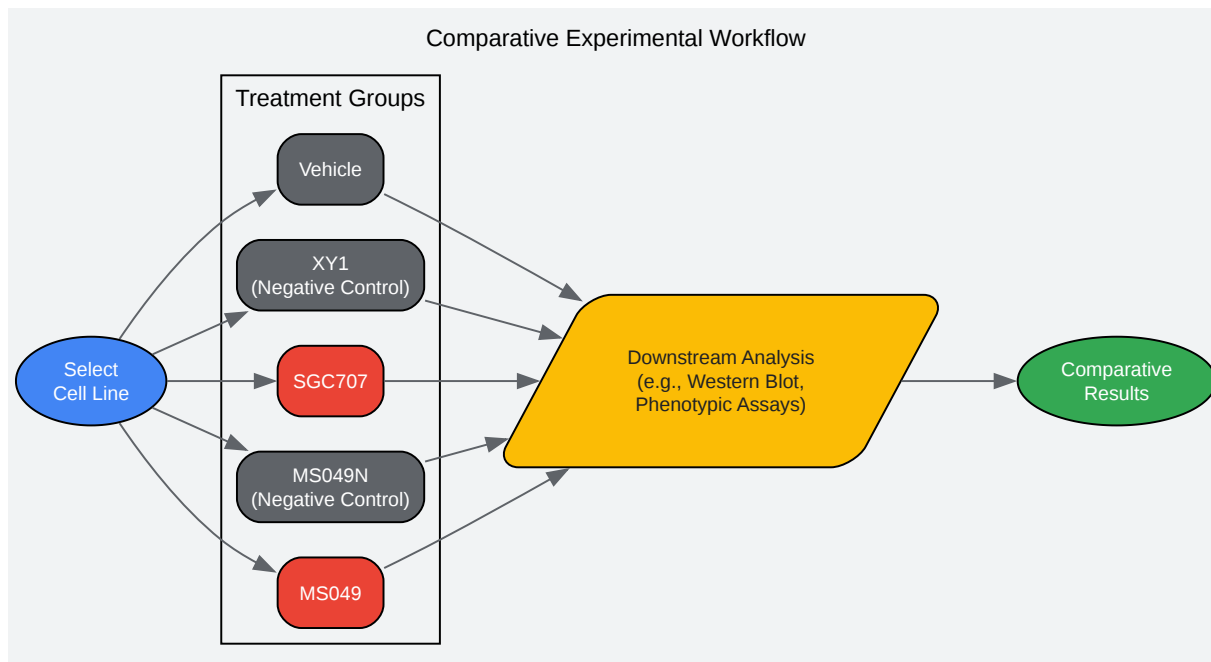 Comparative Experimental Workflow
Treatment Groups
Vehicle
XY1
(Negative Control)
SGC707
MS049N
(Negative Control)
MS049
Select
Cell Line
Downstream Analysis
(e.g., Western Blot,
Phenotypic Assays)
Comparative
Results